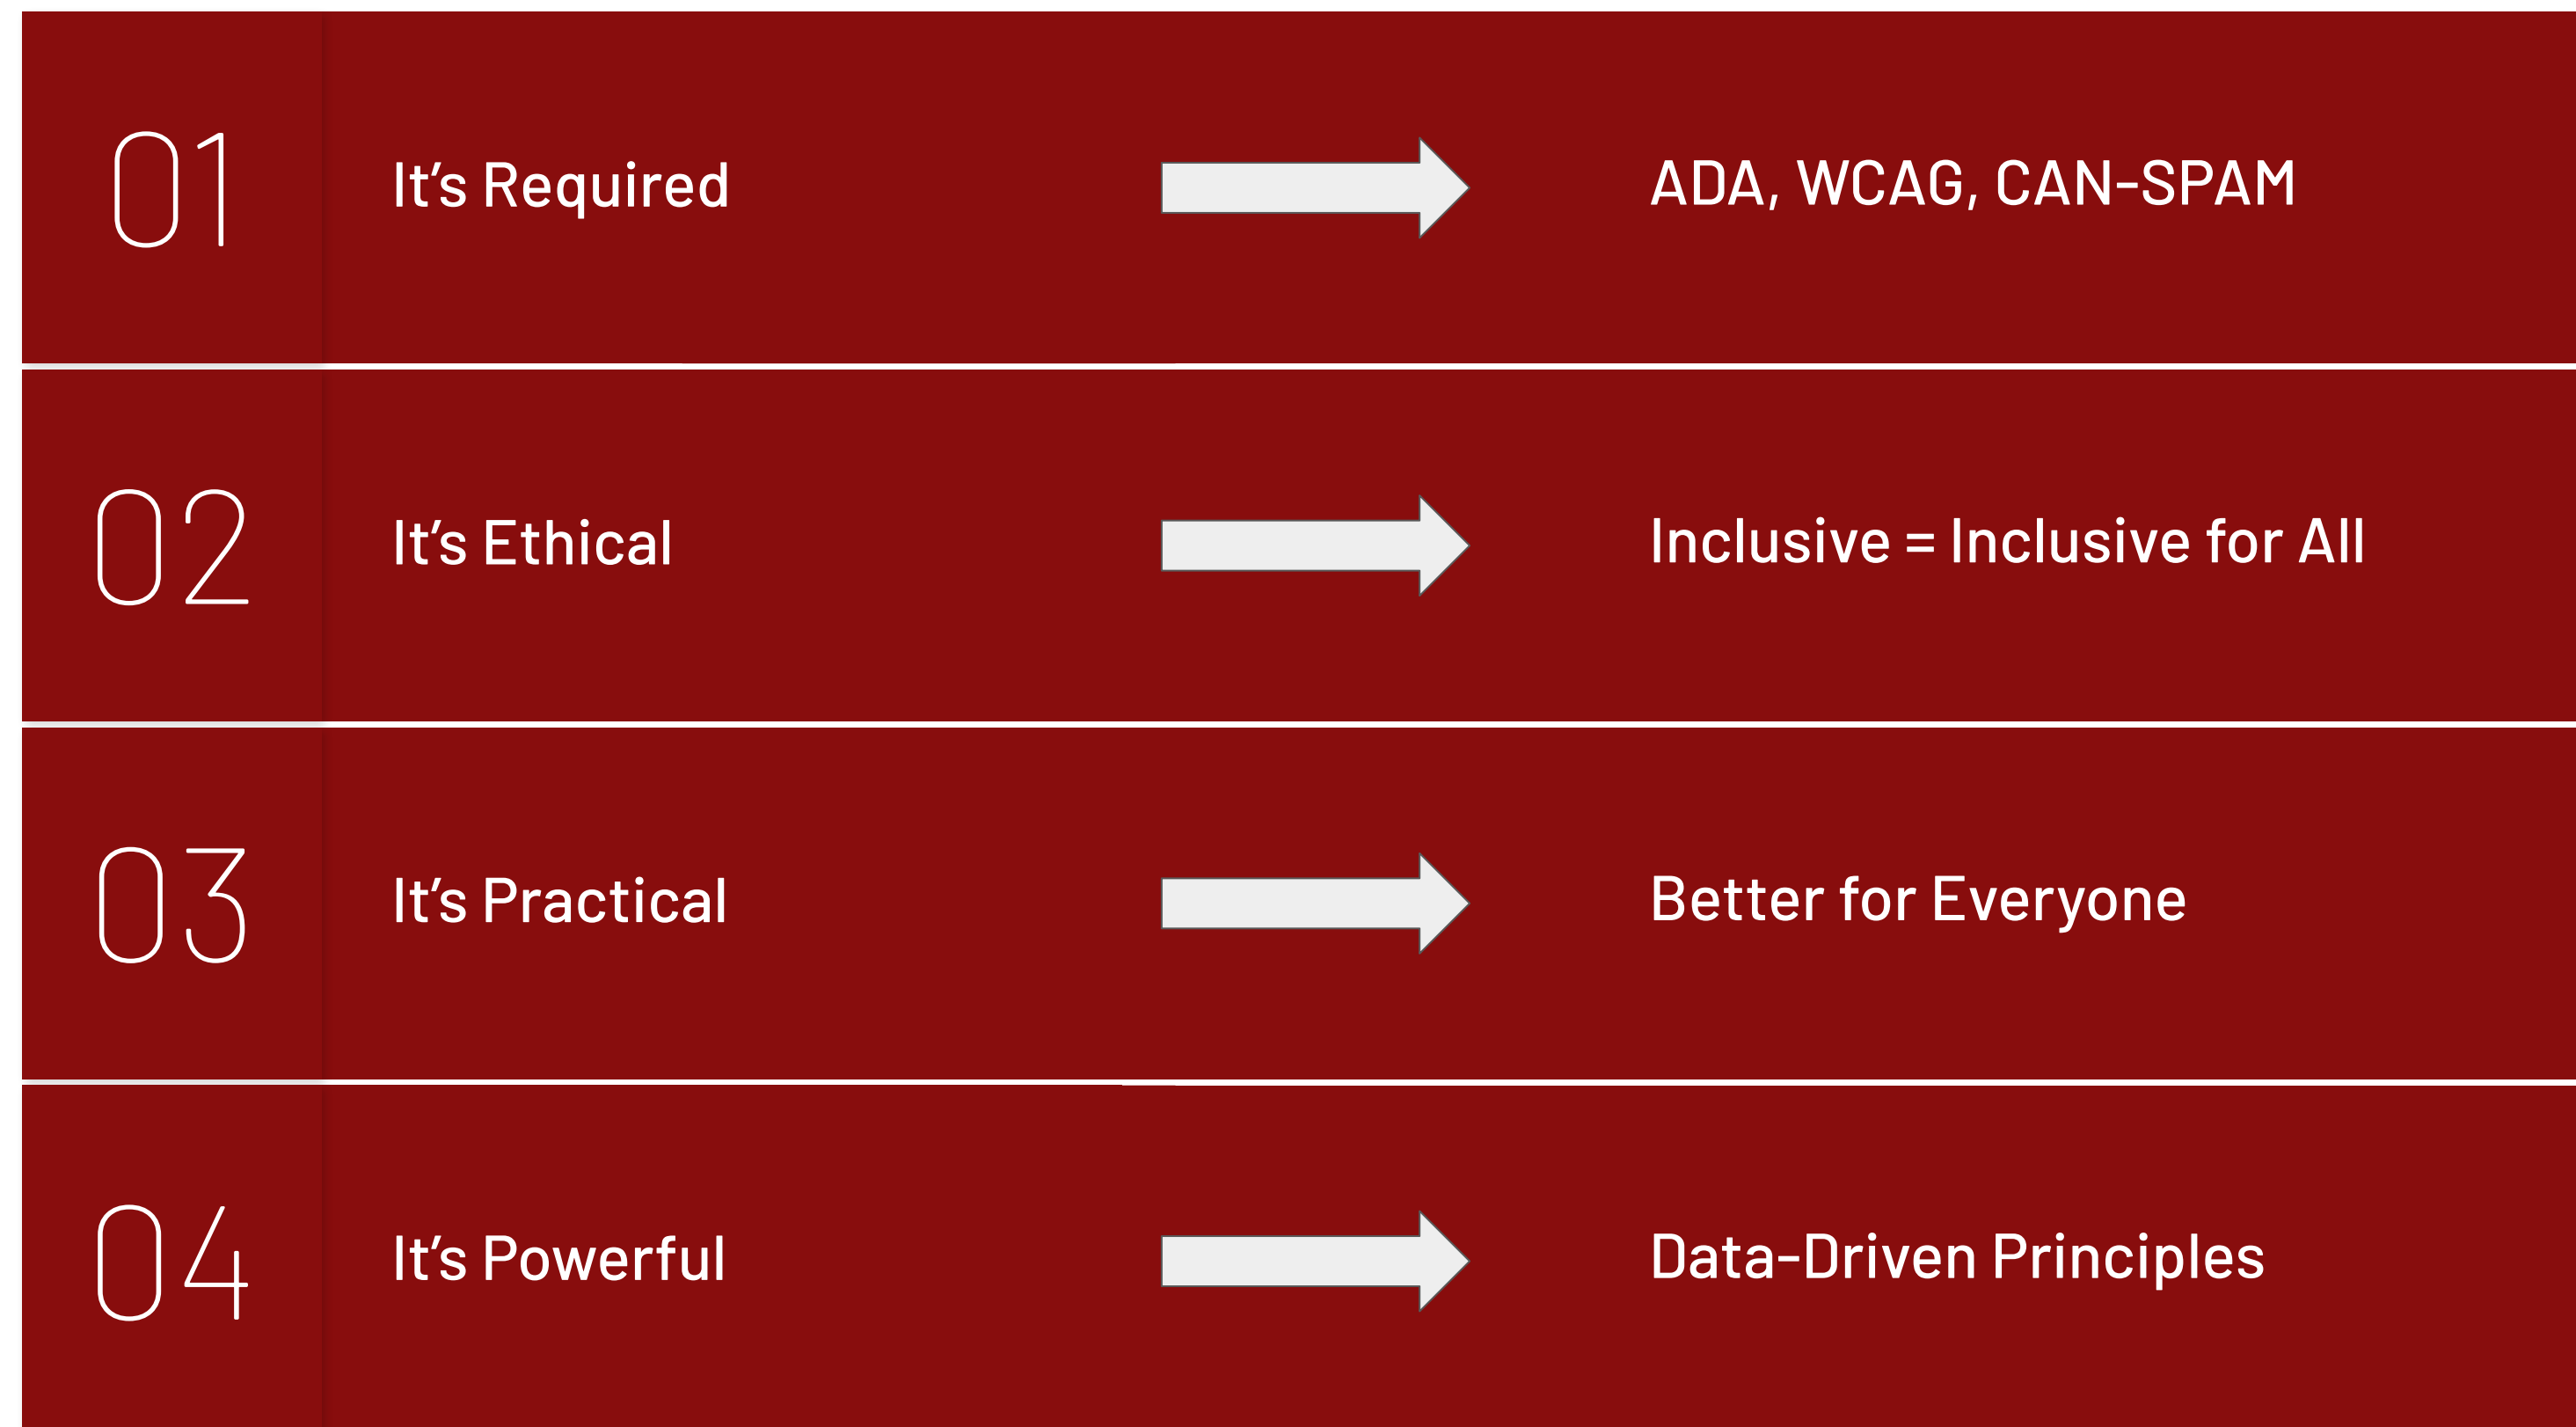 01
It’s Required
ADA, WCAG, CAN-SPAM
02
It’s Ethical
Inclusive = Inclusive for All
03
It’s Practical
Better for Everyone
04
It’s Powerful
Data-Driven Principles